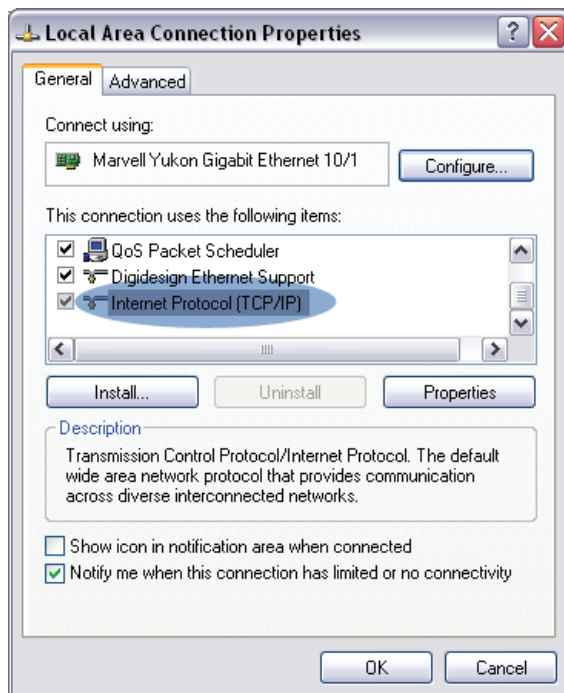 Local Area Connection Properties
General
Advanced
Connect using:
Marvell Yukon Gigabit Ethernet 10/1
Configure...
This connection uses the following items:
QoS Packet Scheduler
Digidesign Ethernet Support
Internet Protocol (TCP/IP)
Install...
Uninstall
Properties
Description
Transmission Control Protocol/Internet Protocol. The default
wide area network protocol that provides communication
across diverse interconnected networks.
Show icon in notification area when connected
Notify me when this connection has limited or no connectivity
OK
Cancel